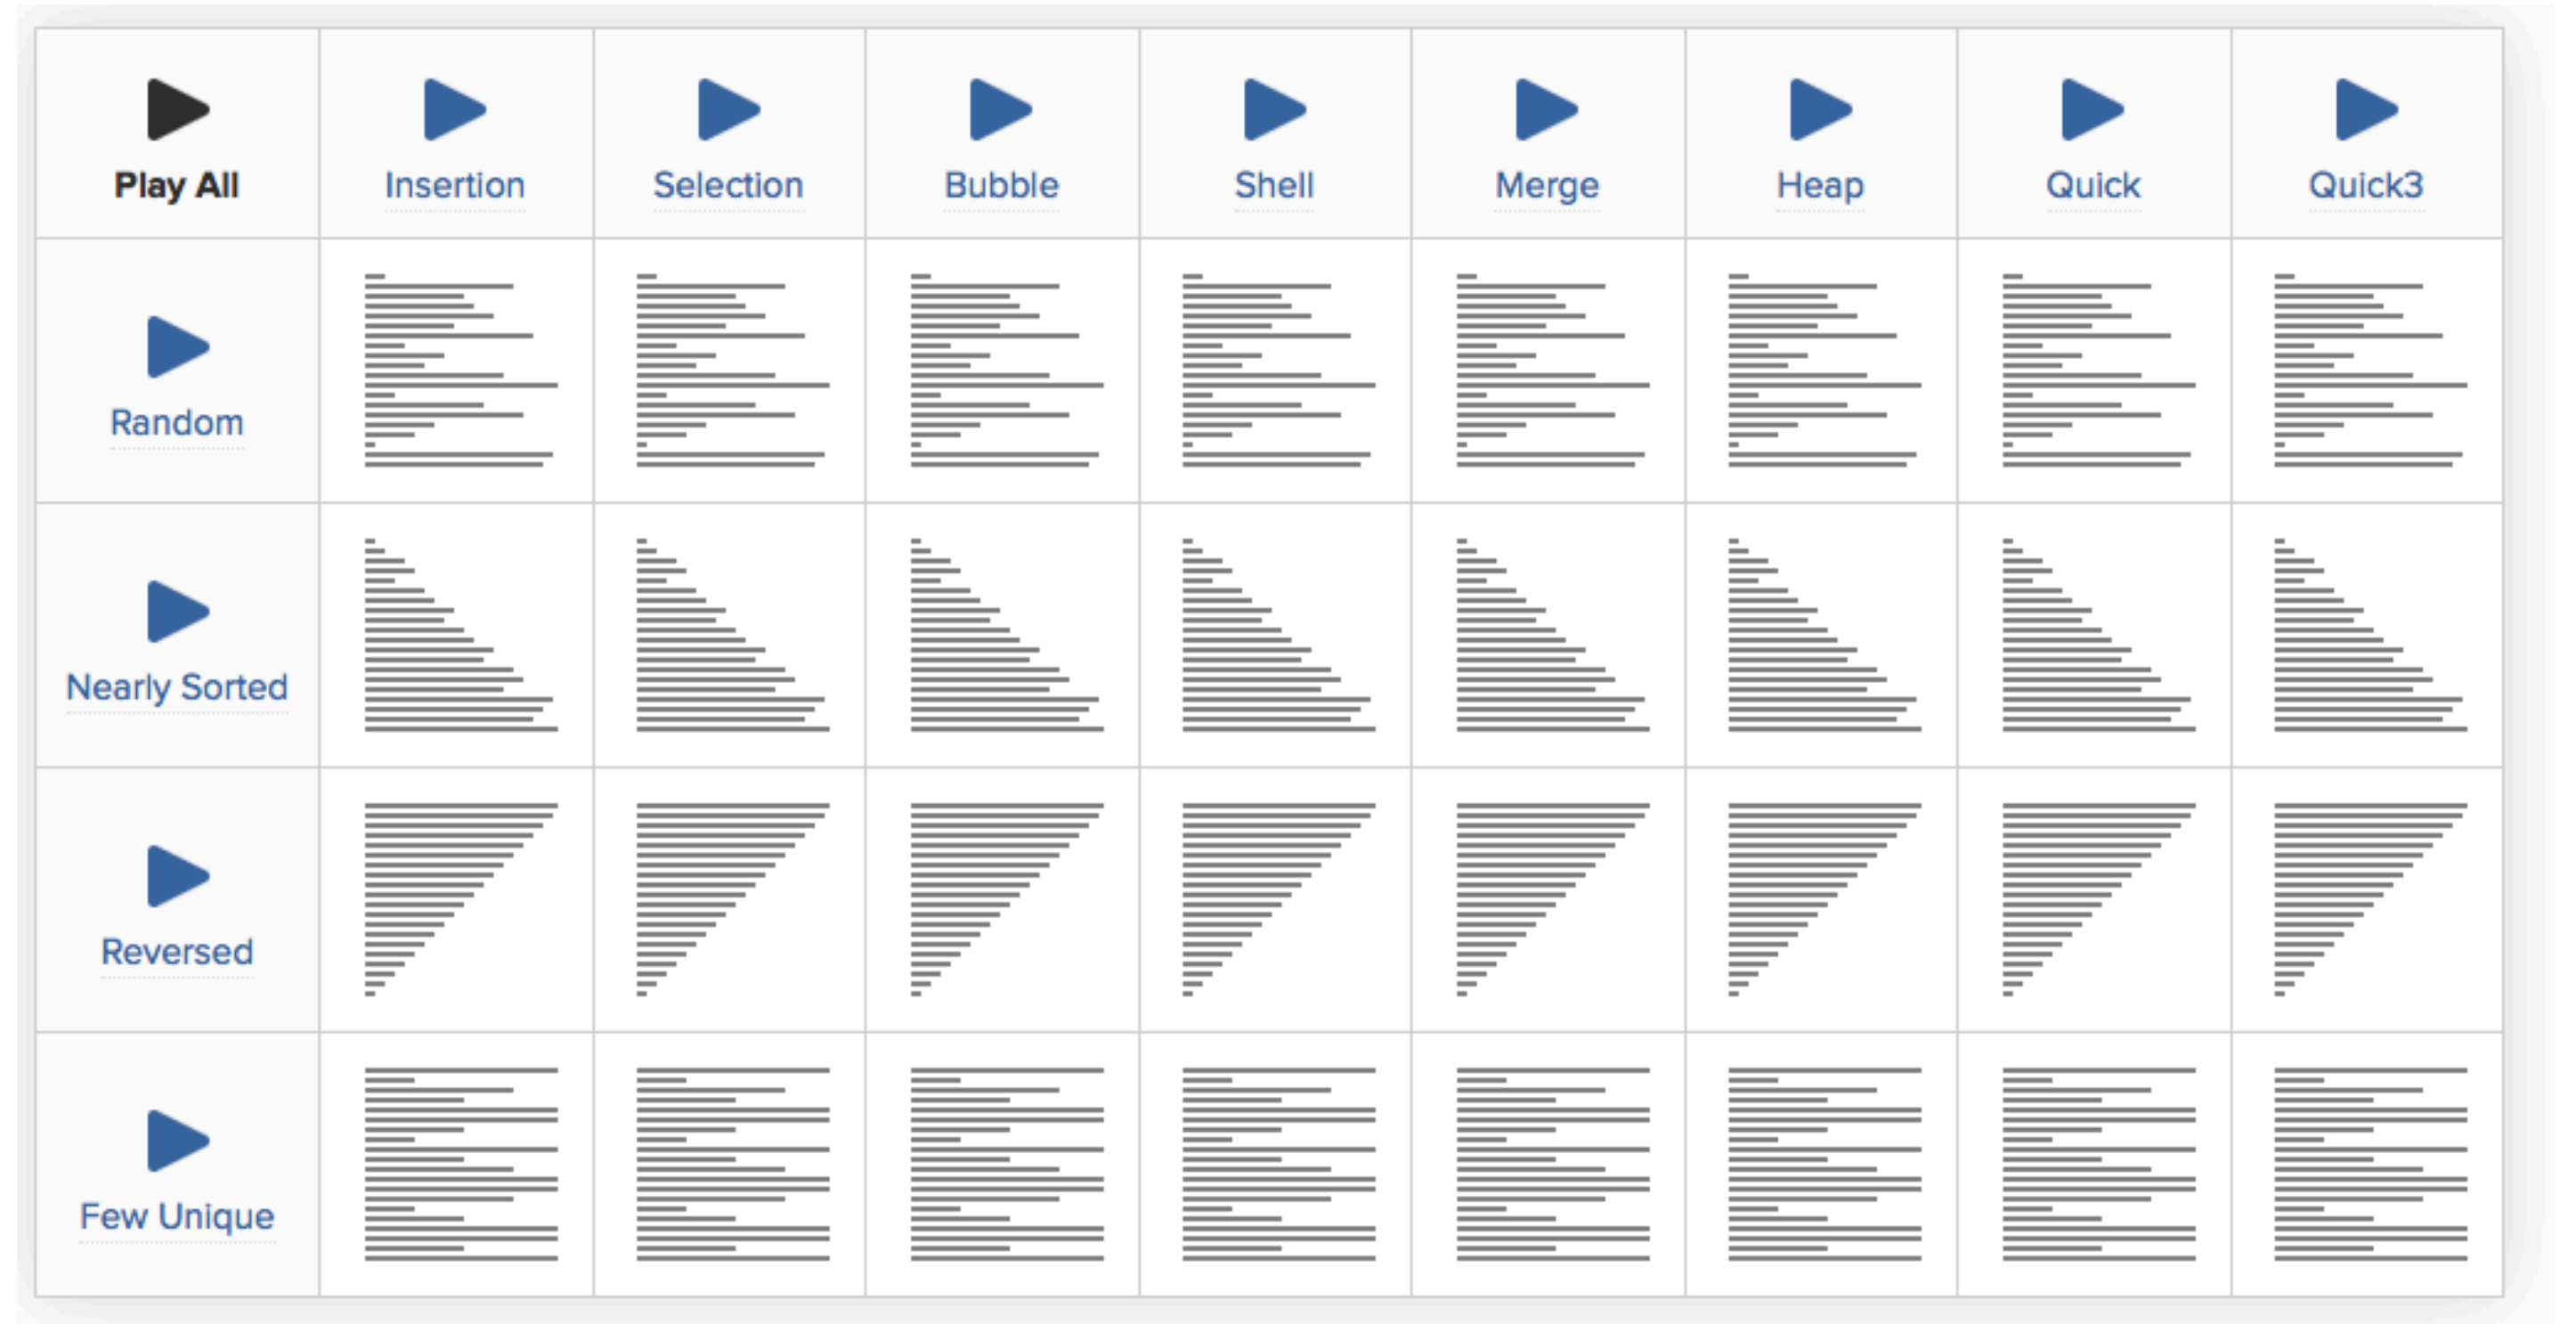 Play All
Insertion
Selection
Bubble
Shell
Merge
Heap
Quick
Quick3
Random
Nearly Sorted
Reversed
Few Unique